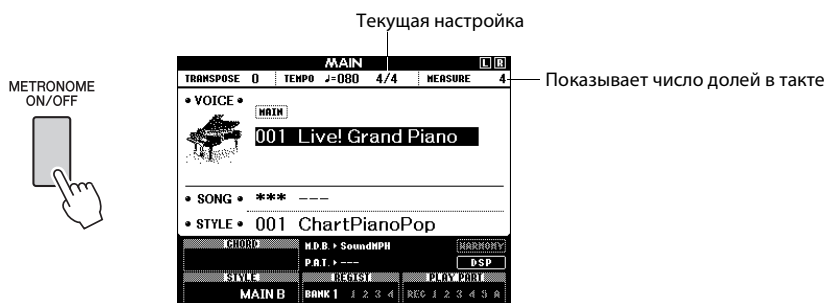 Текущая настройка
MAIN L R
TRANSPOSE 0 TEMPO ♩=080 4/4 MEASURE 4
Показывает число долей в такте
METRONOME
ON/OFF
• VOICE •
MAIN
001 Live! Grand Piano
• SONG • *** ---
• STYLE • 001 ChartPianoPop
CHORD M.D.B. ▸ SoundMPH HARMONY
P.A.T. ▸ --- DSP
STYLE REGIST PLAY PART
MAIN B BANK 1 1 2 3 4 REC 1 2 3 4 5 A